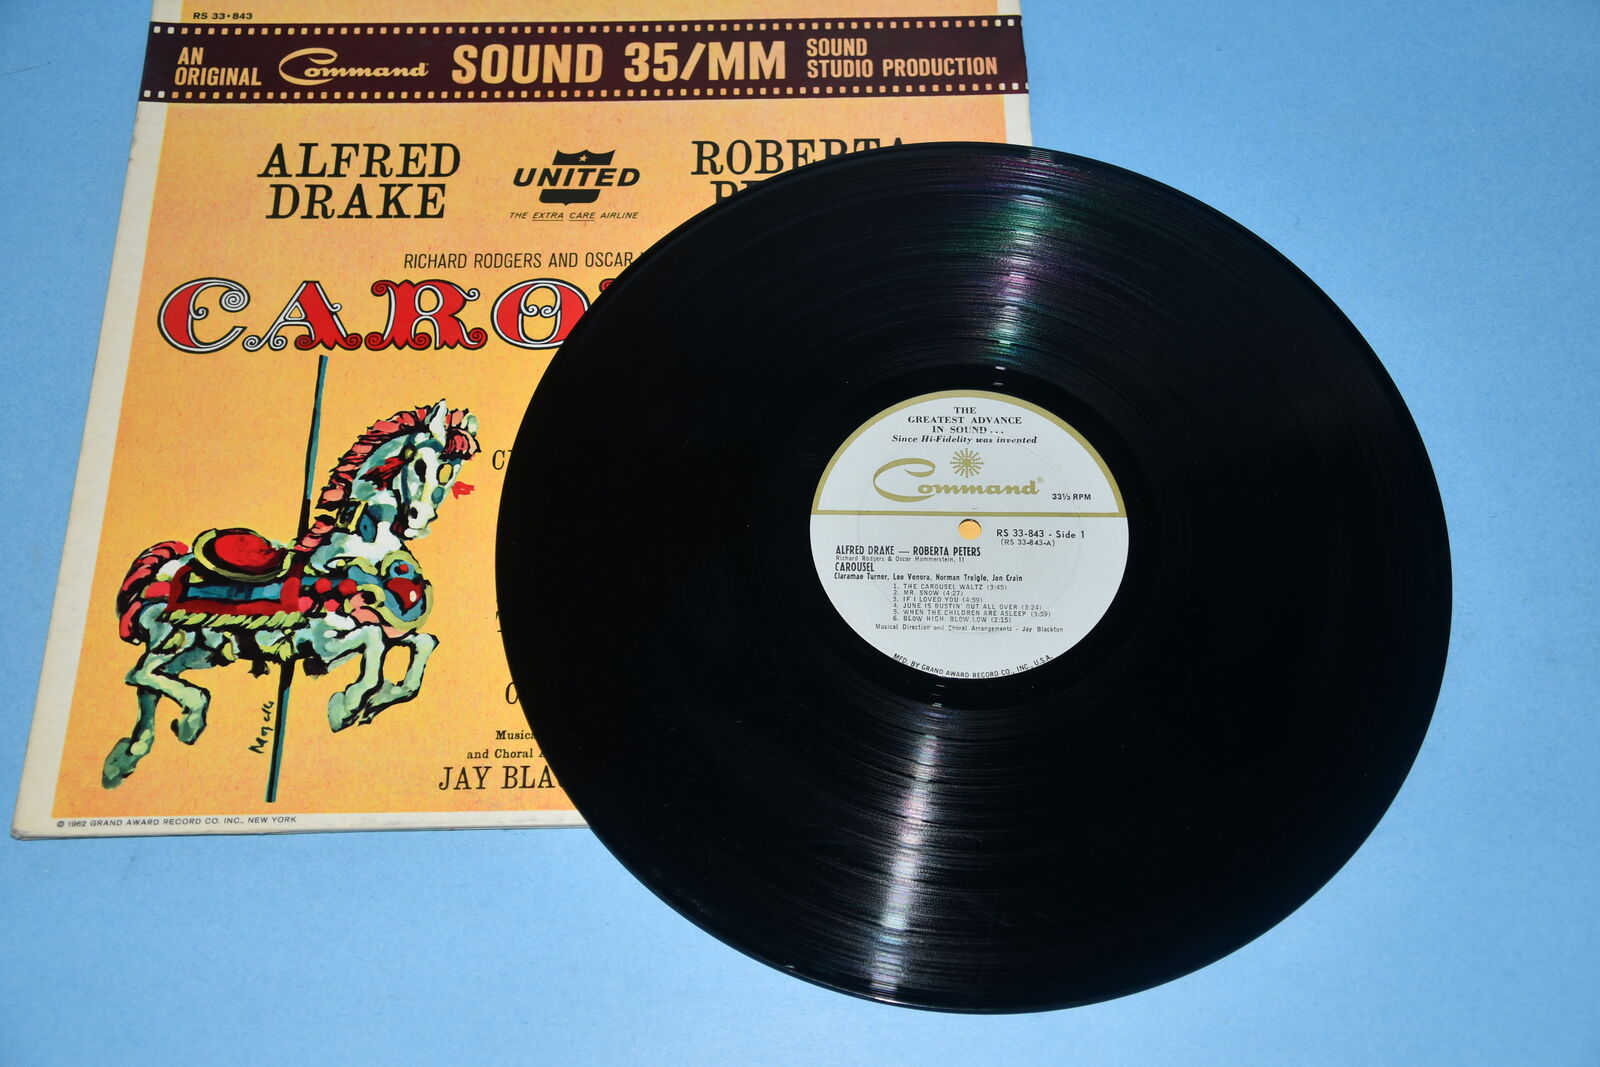 RS 33·843
AN
ORIGINAL
Command
SOUND 35/MM
SOUND
STUDIO PRODUCTION
ALFRED
DRAKE
UNITED
THE EXTRA CARE AIRLINE
ROBERTA
RICHARD RODGERS AND OSCAR
CARO
Music
and Choral
JAY BLA
© 1962 GRAND AWARD RECORD CO. INC., NEW YORK
THE
GREATEST ADVANCE
IN SOUND...
Since Hi-Fidelity was invented
Command®
33⅓ RPM
RS 33-843 - Side 1
(RS 33-843-A)
ALFRED DRAKE — ROBERTA PETERS
Richard Rodgers & Oscar Hammerstein, II
CAROUSEL
Claramae Turner, Lee Venora, Norman Treigle, Jon Crain
1. THE CAROUSEL WALTZ (3:45)
2. MR. SNOW (4:27)
3. IF I LOVED YOU (4:59)
4. JUNE IS BUSTIN' OUT ALL OVER (3:24)
5. WHEN THE CHILDREN ARE ASLEEP (3:59)
6. BLOW HIGH, BLOW LOW (2:15)
Musical Direction and Choral Arrangements - Jay Blackton
MFD. BY GRAND AWARD RECORD CO., INC., U.S.A.